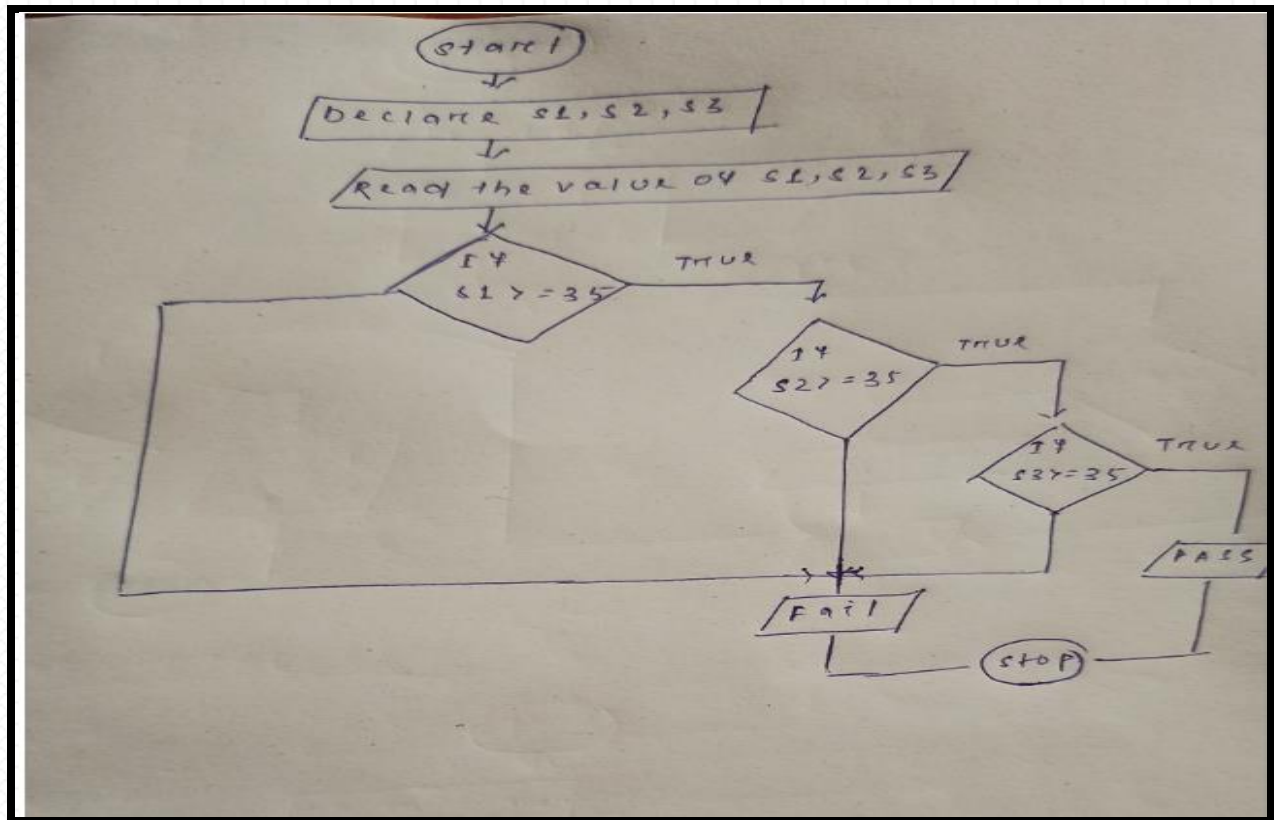 Start
Declare s1, s2, s3
Read the value of s1, s2, s3
If
s1 >= 35
TRUE
If
s2 >= 35
TRUE
If
s3 >= 35
TRUE
PASS
Fail
stop